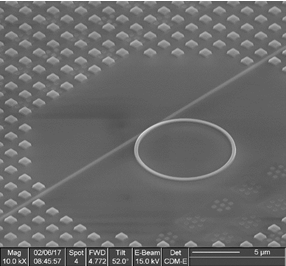 Mag 02/06/17 Spot FWD Tilt E-Beam Det 5 µm
10.0 kX 08:45:57 4 4.772 52.0° 15.0 kV CDM-E